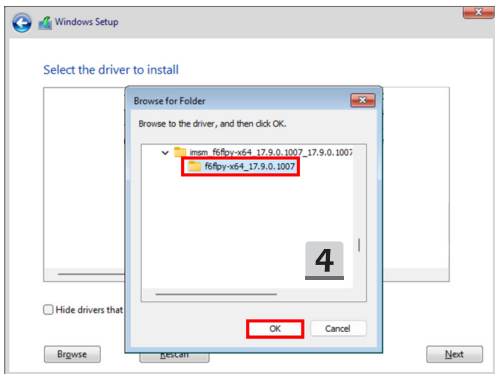 Windows Setup
Select the driver to install
Browse for Folder
Browse to the driver, and then click OK.
imsm_f6flpy-x64_17.9.0.1007_17.9.0.1007
f6flpy-x64_17.9.0.1007
4
Hide drivers that
OK
Cancel
Browse
Rescan
Next